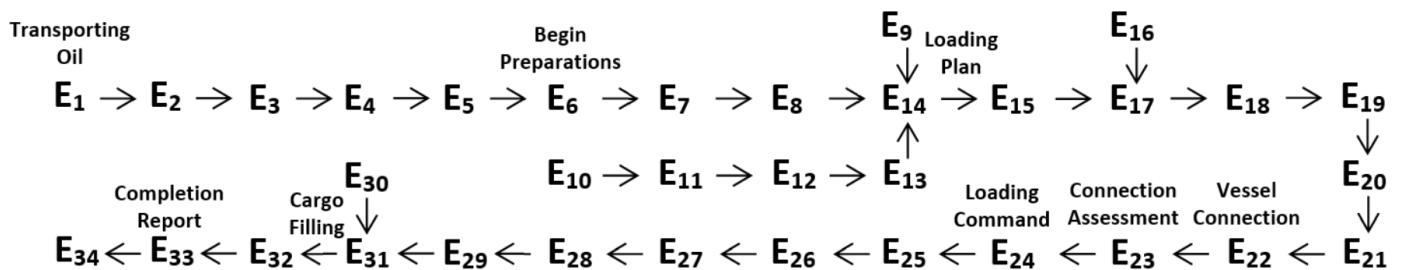 Transporting
Oil
Begin
Preparations
E9
Loading
Plan
E16
E1 → E2 → E3 → E4 → E5 → E6 → E7 → E8 → E14 → E15 → E17 → E18 → E19
E30
E10 → E11 → E12 → E13
E20
Completion
Report
Cargo
Filling
Loading
Command
Connection
Assessment
Vessel
Connection
E34 ← E33 ← E32 ← E31 ← E29 ← E28 ← E27 ← E26 ← E25 ← E24 ← E23 ← E22 ← E21